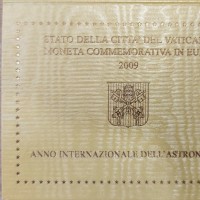 STATO DELLA CITTA' DEL VATICA
MONETA COMMEMORATIVA IN EU
2009
ANNO INTERNAZIONALE DELL'ASTRON